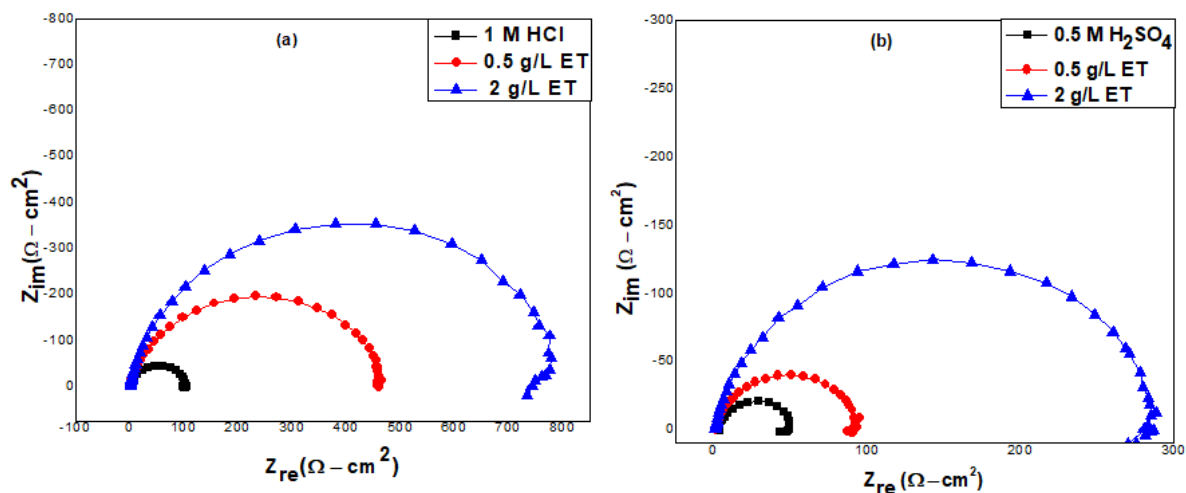 (a)
1 M HCl
0.5 g/L ET
2 g/L ET
-800
-700
-600
-500
-400
-300
-200
-100
0
Zim(Ω – cm²)
-100 0 100 200 300 400 500 600 700 800
Zre(Ω – cm²)
(b)
0.5 M H₂SO₄
0.5 g/L ET
2 g/L ET
-300
-250
-200
-150
-100
-50
0
Zim (Ω – cm²)
0 100 200 300
Zre (Ω – cm²)